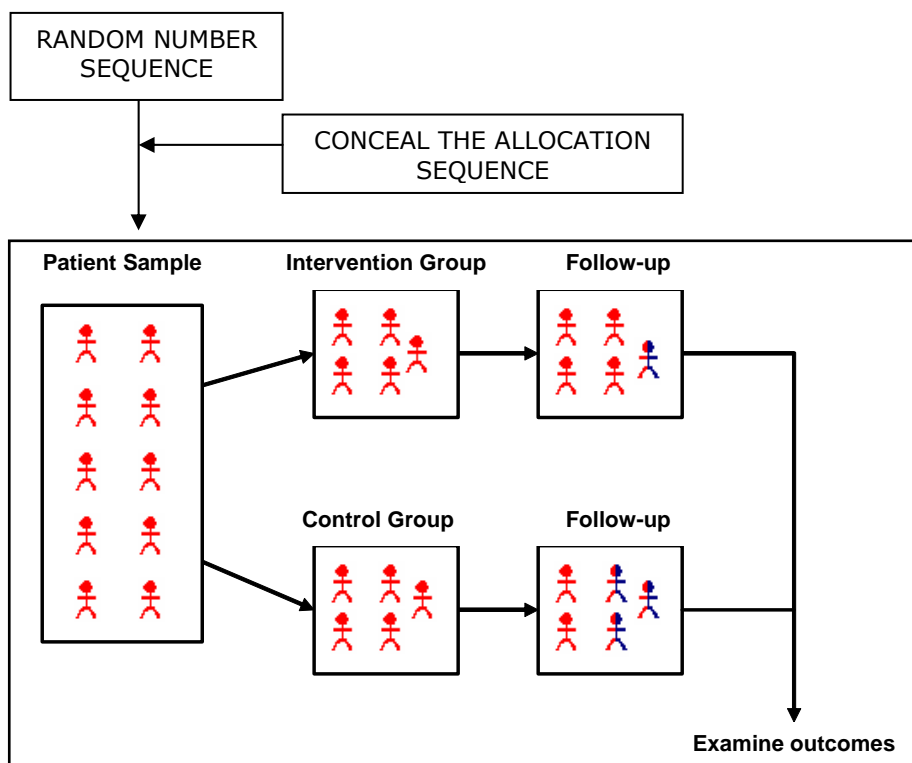 RANDOM NUMBER
SEQUENCE
CONCEAL THE ALLOCATION
SEQUENCE
Patient Sample
Intervention Group
Follow-up
Control Group
Follow-up
Examine outcomes